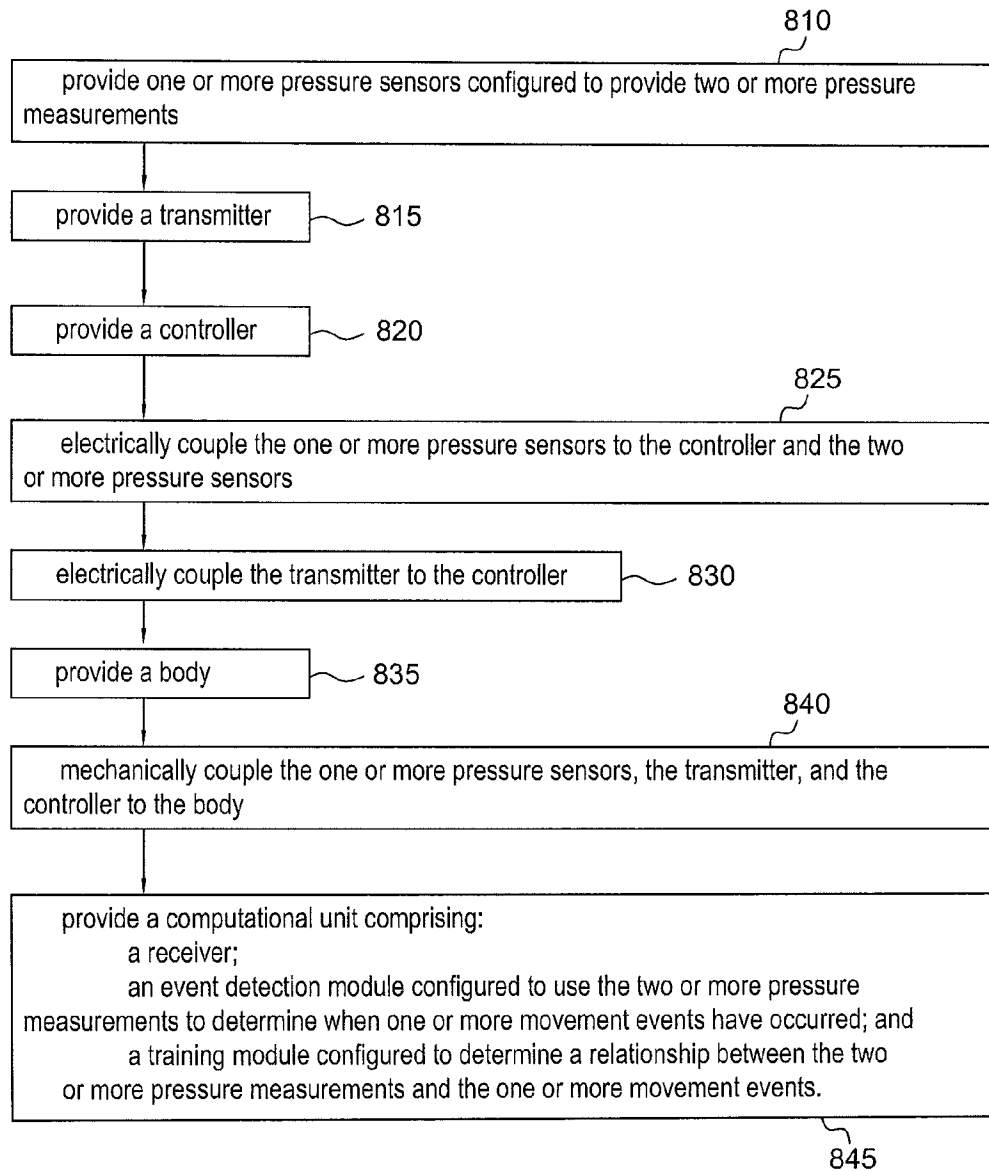 810
provide one or more pressure sensors configured to provide two or more pressure
measurements
provide a transmitter
815
provide a controller
820
825
electrically couple the one or more pressure sensors to the controller and the two
or more pressure sensors
electrically couple the transmitter to the controller
830
provide a body
835
840
mechanically couple the one or more pressure sensors, the transmitter, and the
controller to the body
provide a computational unit comprising:
a receiver;
an event detection module configured to use the two or more pressure
measurements to determine when one or more movement events have occurred; and
a training module configured to determine a relationship between the two
or more pressure measurements and the one or more movement events.
845